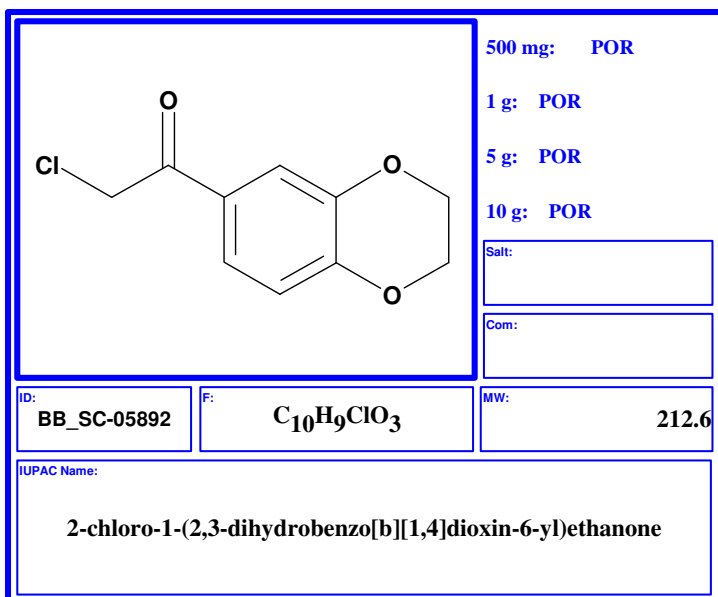 500 mg: POR
1 g: POR
5 g: POR
10 g: POR
O
Cl
O
O
Salt:
Com:
ID:
BB_SC-05892
F:
C10H9ClO3
MW:
212.6
IUPAC Name:
2-chloro-1-(2,3-dihydrobenzo[b][1,4]dioxin-6-yl)ethanone